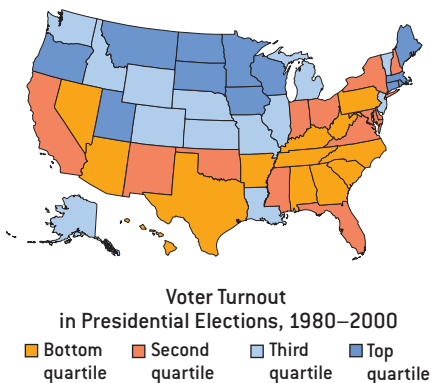 Voter Turnout
in Presidential Elections, 1980–2000
Bottom quartile
Second quartile
Third quartile
Top quartile